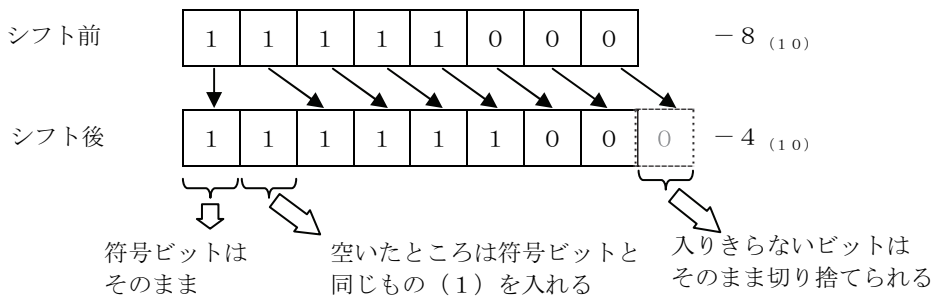 シフト前 1 1 1 1 1 0 0 0 －8 (10)
シフト後 1 1 1 1 1 1 0 0 0 －4 (10)
符号ビットは
そのまま
空いたところは符号ビットと
同じもの（1）を入れる
入りきらないビットは
そのまま切り捨てられる